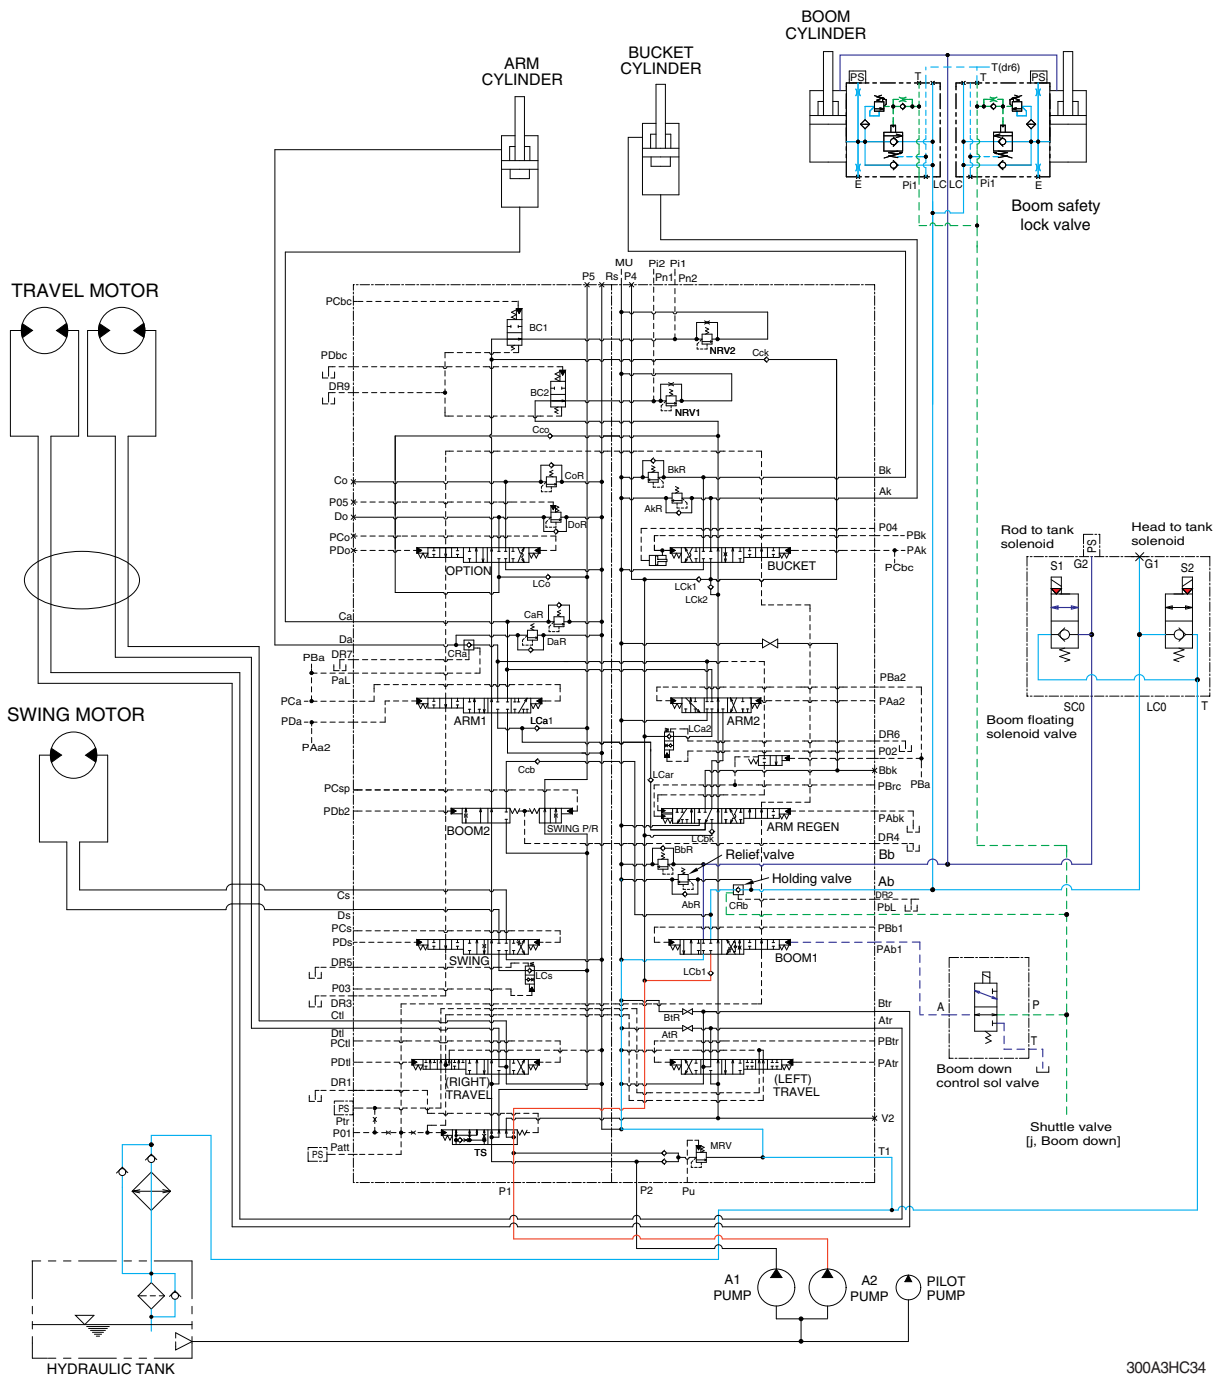 BOOM
CYLINDER
ARM
CYLINDER
BUCKET
CYLINDER
PS
T
T(dr6)
T
PS
E
Pi1
LC
LC
Pi1
E
Boom safety
lock valve
TRAVEL MOTOR
MU
Pi2
Pi1
P5
Rs
P4
Pn1
Pn2
PCbc
BC1
NRV2
PDbc
Cck
DR9
BC2
NRV1
Cco
Co
CoR
BkR
Bk
P05
Ak
Do
DoR
AkR
PCo
P04
PBk
PDo
PAk
OPTION
BUCKET
PCbc
LCo
LCk1
LCk2
Rod to tank
solenoid
PS
Head to tank
solenoid
S1
G2
G1
S2
Ca
CaR
Da
DaR
DR7
CRa
PBa
PaL
PBa2
PCa
PAa2
ARM1
ARM2
SC0
LC0
T
Boom floating
solenoid valve
SWING MOTOR
PDa
LCa1
LCa2
DR6
PAa2
P02
Ccb
LCar
Bbk
PBa
PCsp
PBrc
PDb2
BOOM2
SWING P/R
ARM REGEN
PAbk
LCbk
DR4
BbR
Relief valve
Bb
Holding valve
Ab
Cs
AbR
CRb
DR2
PbL
Ds
PCs
PBb1
PDs
SWING
BOOM1
PAb1
DR5
LCs
LCb1
P03
DR3
Btr
A
P
Ctl
BtR
Atr
Dtl
AtR
T
PCtl
PBtr
PDtl
PAtr
Boom down
control sol valve
(RIGHT)
TRAVEL
(LEFT)
TRAVEL
DR1
PS
Ptr
V2
P01
Shuttle valve
[j, Boom down]
Patt
TS
MRV
T1
PS
P1
P2
Pu
A1
PUMP
A2
PUMP
PILOT
PUMP
HYDRAULIC TANK
300A3HC34